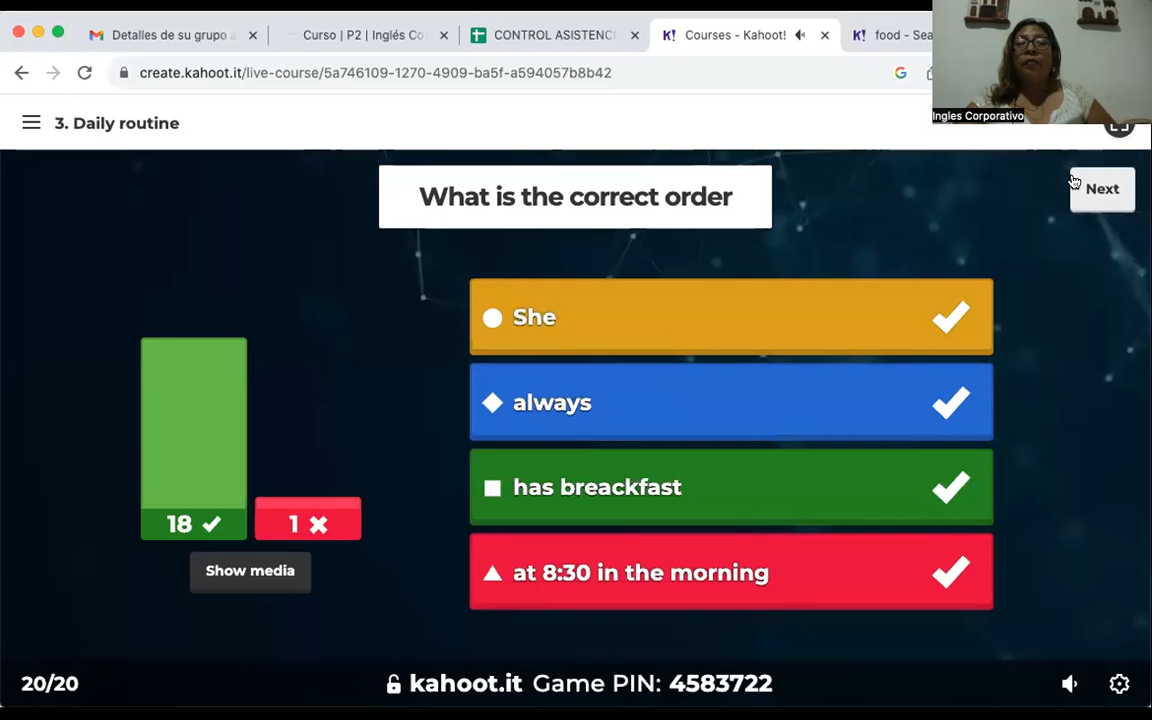 Detalles de su grupo
Curso | P2 | Inglés Co
CONTROL ASISTENCI
Courses - Kahoot!
K!
food - Sea
create.kahoot.it/live-course/5a746109-1270-4909-ba5f-a594057b8b42
Ingles Corporativo
3. Daily routine
What is the correct order
Next
She
always
has breackfast
at 8:30 in the morning
18
1
Show media
20/20
kahoot.it Game PIN: 4583722